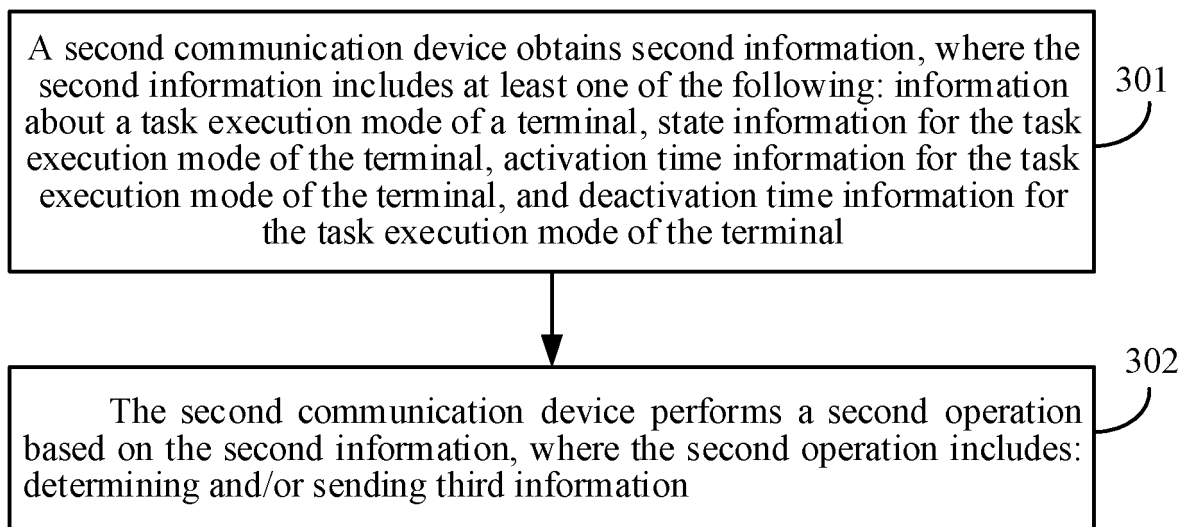 A second communication device obtains second information, where the
second information includes at least one of the following: information
about a task execution mode of a terminal, state information for the task
execution mode of the terminal, activation time information for the task
execution mode of the terminal, and deactivation time information for
the task execution mode of the terminal
301
The second communication device performs a second operation
based on the second information, where the second operation includes:
determining and/or sending third information
302